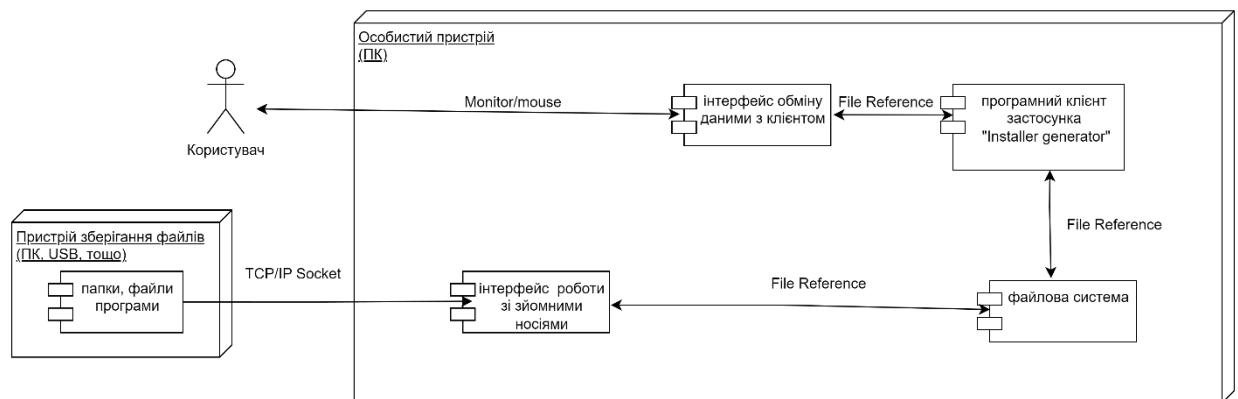 Особистий пристрій
(ПК)
Monitor/mouse
інтерфейс обміну
даними з клієнтом
File Reference
програмний клієнт
застосунка
"Installer generator"
Користувач
File Reference
Пристрій зберігання файлів
(ПК, USB, тощо)
папки, файли
програми
TCP/IP Socket
інтерфейс роботи
зі зйомними
носіями
File Reference
файлова система